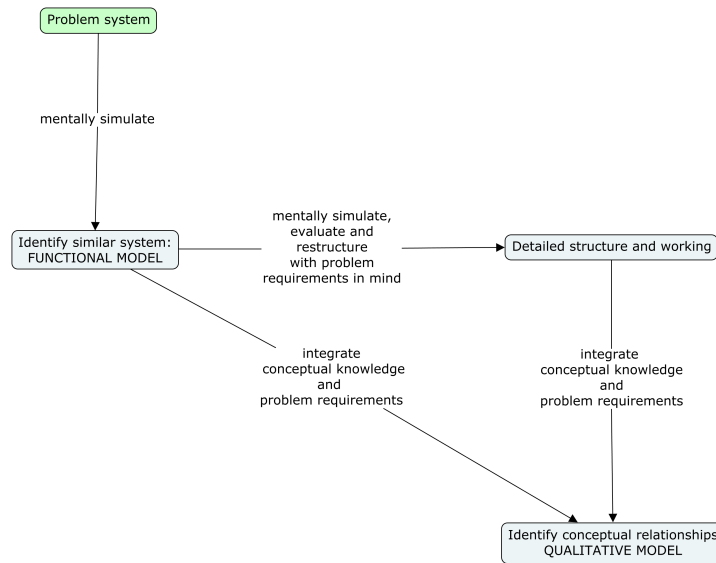 Problem system
mentally simulate
Identify similar system:
FUNCTIONAL MODEL
mentally simulate,
evaluate and
restructure
with problem
requirements in mind
Detailed structure and working
integrate
conceptual knowledge
and
problem requirements
integrate
conceptual knowledge
and
problem requirements
Identify conceptual relationships
QUALITATIVE MODEL